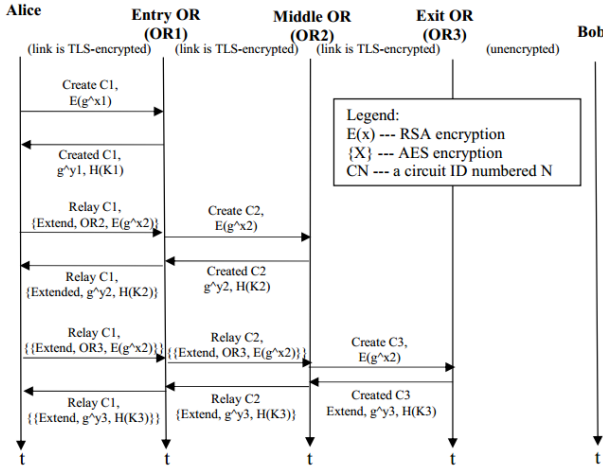 Alice
Entry OR
(OR1)
Middle OR
(OR2)
Exit OR
(OR3)
Bob
(link is TLS-encrypted)
(link is TLS-encrypted)
(link is TLS-encrypted)
(unencrypted)
Create C1,
E(g^x1)
Legend:
E(x) --- RSA encryption
{X} --- AES encryption
CN --- a circuit ID numbered N
Created C1,
g^y1, H(K1)
Relay C1,
{Extend, OR2, E(g^x2)}
Create C2,
E(g^x2)
Relay C1,
{Extended, g^y2, H(K2)}
Created C2
g^y2, H(K2)
Relay C1,
{{Extend, OR3, E(g^x2)}}
Relay C2,
{{Extend, OR3, E(g^x2)}}
Create C3,
E(g^x2)
Relay C1,
{{Extend, g^y3, H(K3)}}
Relay C2
{Extend, g^y3, H(K3)}
Created C3
Extend, g^y3, H(K3)
t
t
t
t
t